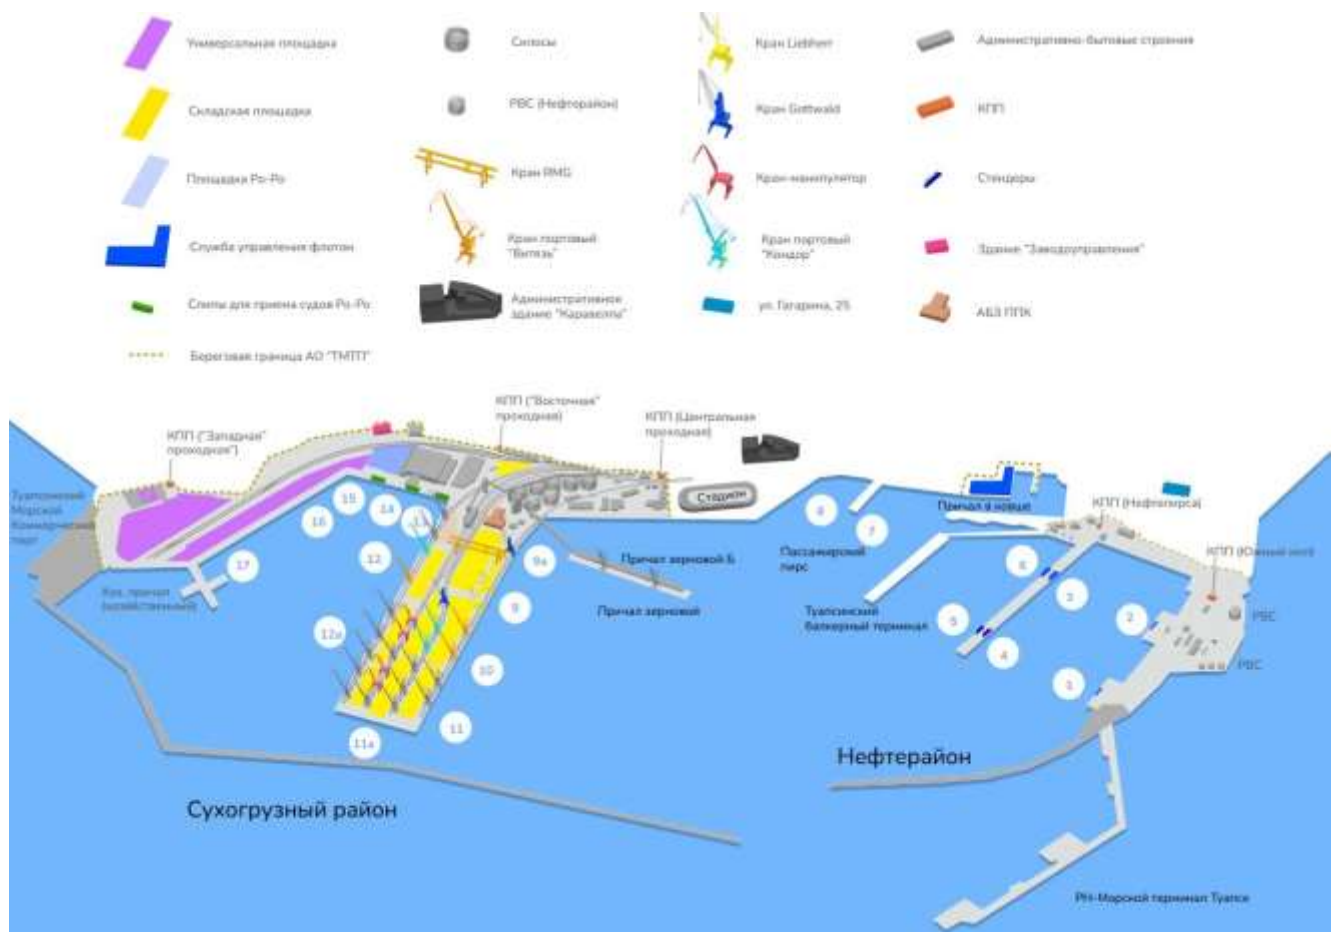 Универсальная площадка
Складская площадка
Площадка Ро-Ро
Служба управления флотом
Слипы для приема судов Ро-Ро
Береговая граница АО "ТМТП"
Силосы
РВС (Нефтерайон)
Кран RMG
Кран портовый
"Витязь"
Административное
здание "Каравелла"
Кран Liebherr
Кран Gottwald
Кран-манипулятор
Кран портовый
"Кондор"
ул. Гагарина, 25
Административно-бытовые строения
КПП
Стендеры
Здание "Заводоуправления"
АБЗ ППК
КПП ("Западная"
проходная")
КПП ("Восточная"
проходная)
КПП (Центральная
проходная)
Стадион
Туапсинский
Морской
Коммерческий
порт
Хоз. причал
(хозяйственный)
17
16
15
14
13
12
12а
11а
11
10
9
9а
Причал зерновой Б
Причал зерновой
8
7
Пассажирский
пирс
Причал в ковше
КПП (Нефтепирса)
КПП (Южный мол)
Туапсинский
балкерный терминал
6
3
5
4
2
1
РВС
РВС
Нефтерайон
Сухогрузный район
РН-Морской терминал Туапсе